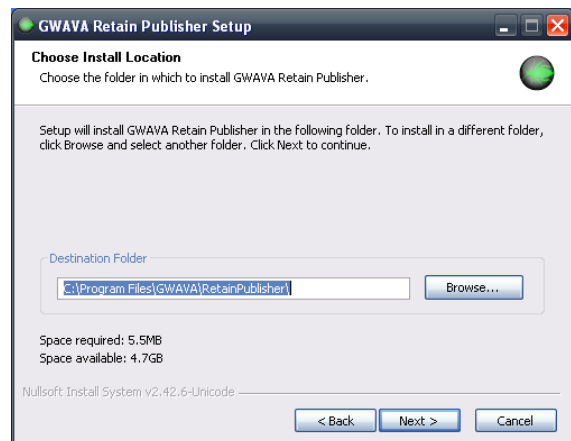 GWAVA Retain Publisher Setup
Choose Install Location
Choose the folder in which to install GWAVA Retain Publisher.
Setup will install GWAVA Retain Publisher in the following folder. To install in a different folder,
click Browse and select another folder. Click Next to continue.
Destination Folder
C:\Program Files\GWAVA\RetainPublisher\
Browse...
Space required: 5.5MB
Space available: 4.7GB
Nullsoft Install System v2.42.6-Unicode
< Back
Next >
Cancel